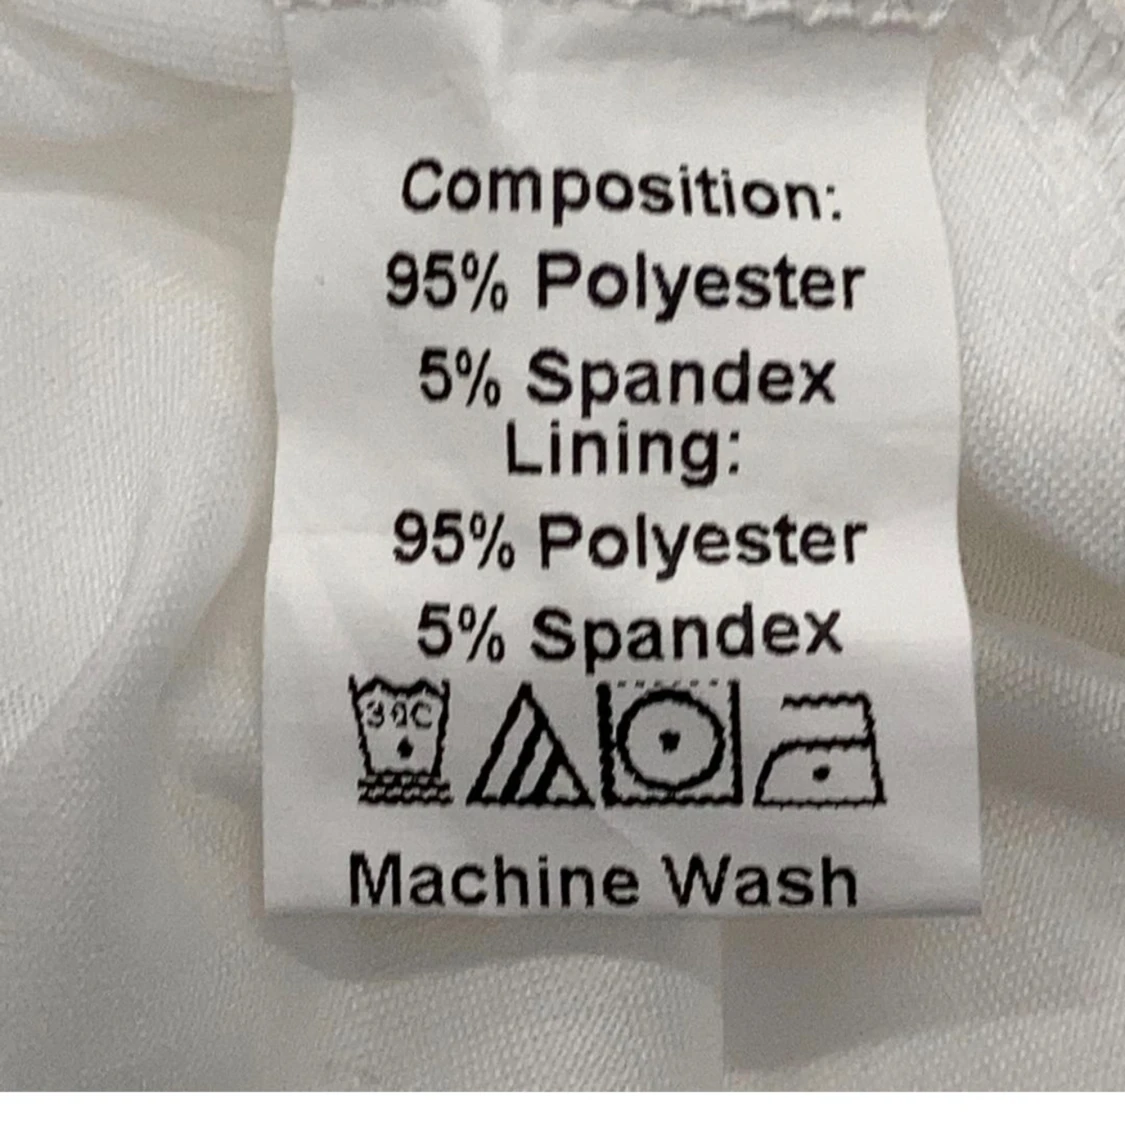 Composition:
95% Polyester
5% Spandex
Lining:
95% Polyester
5% Spandex
30C
Machine Wash